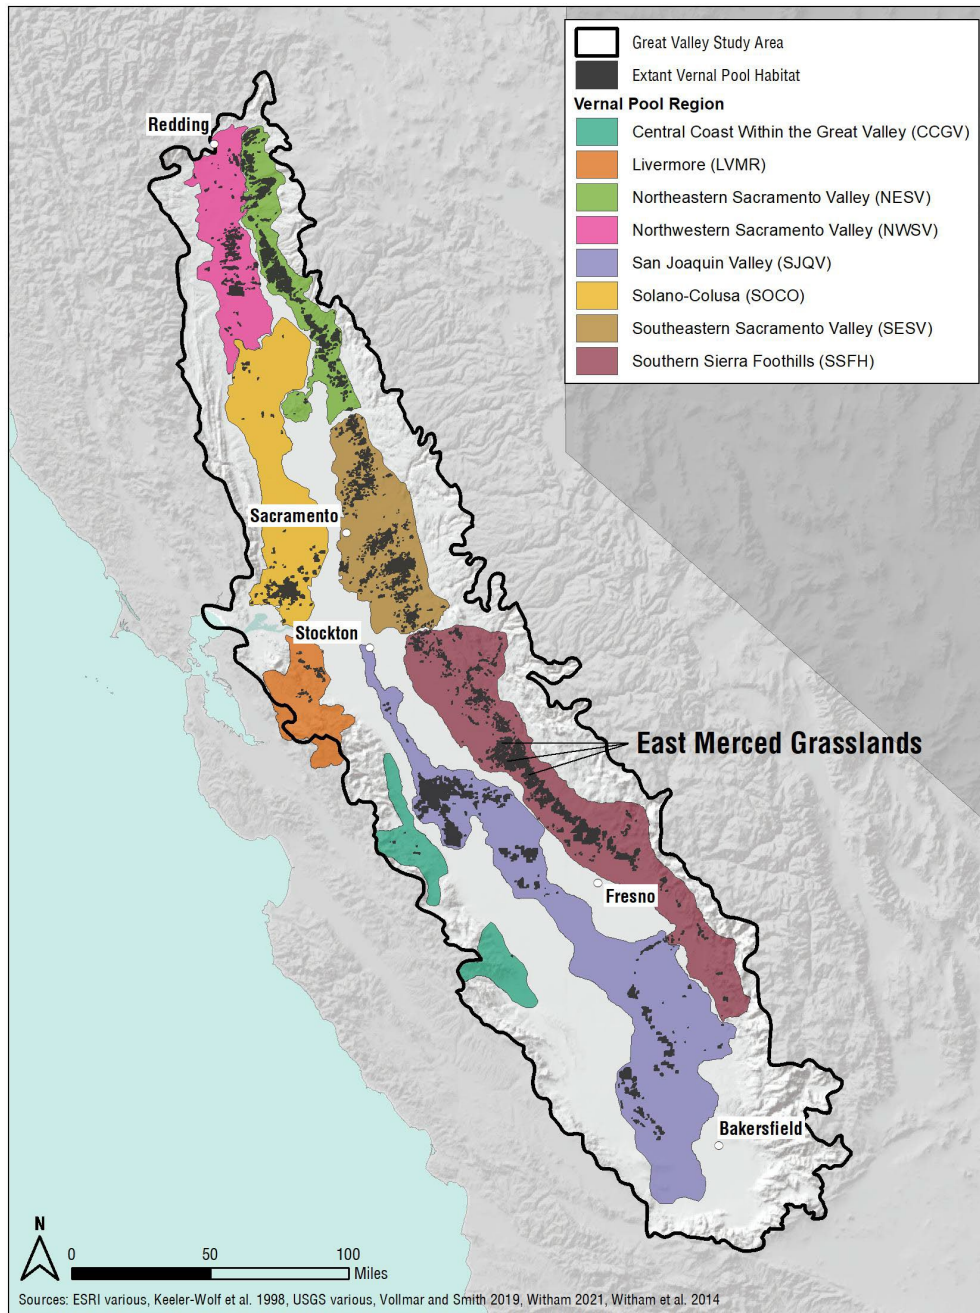 Great Valley Study Area
Extant Vernal Pool Habitat
Vernal Pool Region
Central Coast Within the Great Valley (CCGV)
Livermore (LVMR)
Northeastern Sacramento Valley (NESV)
Northwestern Sacramento Valley (NWSV)
San Joaquin Valley (SJQV)
Solano-Colusa (SOCO)
Southeastern Sacramento Valley (SESV)
Southern Sierra Foothills (SSFH)
Redding
Sacramento
Stockton
East Merced Grasslands
Fresno
Bakersfield
N
0 50 100
Miles
Sources: ESRI various, Keeler-Wolf et al. 1998, USGS various, Vollmar and Smith 2019, Witham 2021, Witham et al. 2014